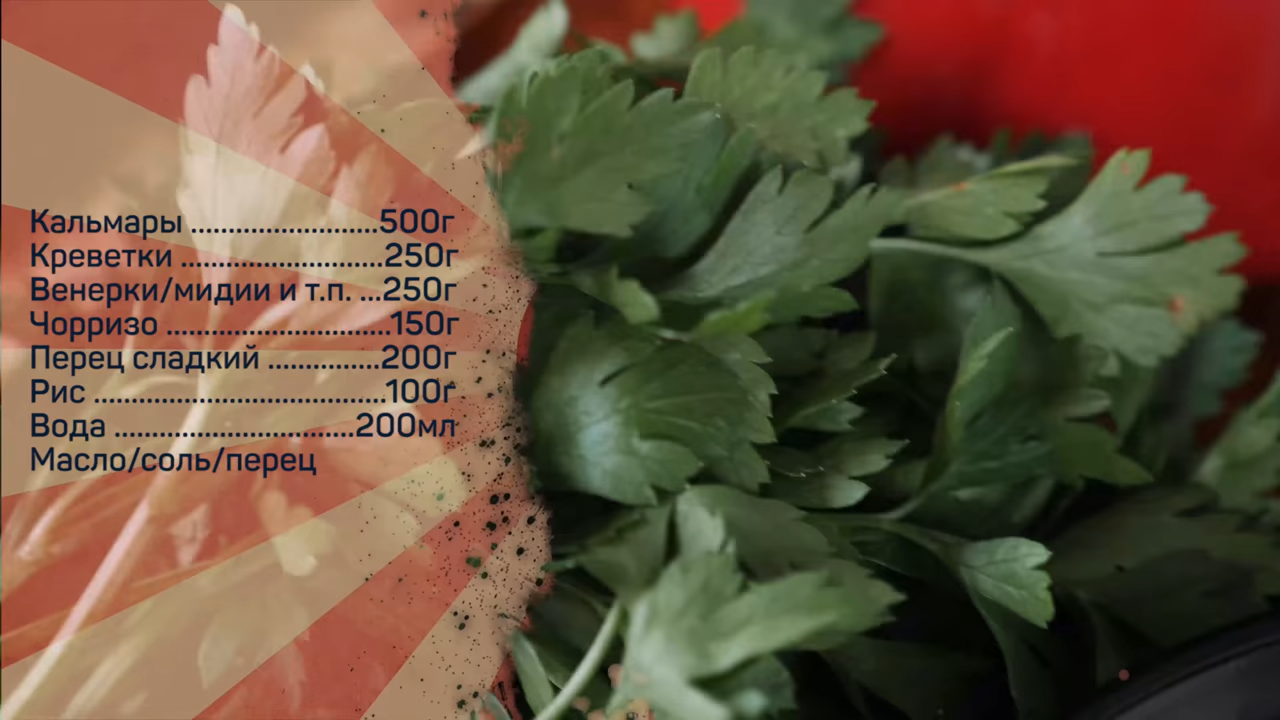 Кальмары .........................500г
Креветки ...........................250г
Венерки/мидии и т.п. ...250г
Чорризо ..............................150г
Перец сладкий ...................200г
Рис .......................................100г
Вода ................................200мл
Масло/соль/перец